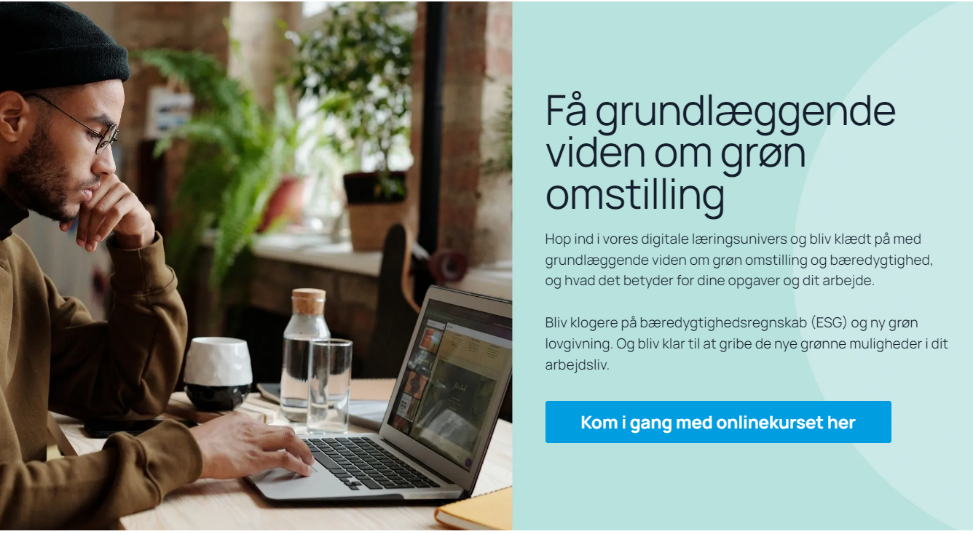 Få grundlæggende
viden om grøn
omstilling
Hop ind i vores digitale læringsunivers og bliv klædt på med
grundlæggende viden om grøn omstilling og bæredygtighed,
og hvad det betyder for dine opgaver og dit arbejde.
Bliv klogere på bæredygtighedsregnskab (ESG) og ny grøn
lovgivning. Og bliv klar til at gribe de nye grønne muligheder i dit
arbejdsliv.
Kom i gang med onlinekurset her